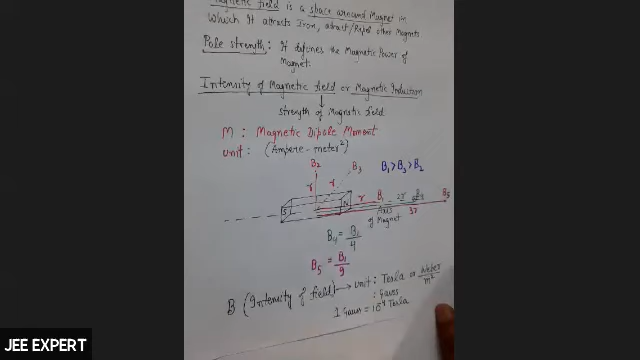 Magnetic field is a space around Magnet in
which It attracts Iron, attract/Repel other Magnets
Pole strength: It defines the Magnetic Power of
magnet.
Intensity of Magnetic field or Magnetic Induction
strength of Magnetic field
M: Magnetic Dipole Moment
unit: (Ampere-meter²)
B₂
B₃
B₁ > B₃ > B₂
r
r
S
N
r
B₁
2r
B₄
B₅
Axis
of Magnet
3r
B₄ = B₁/4
B₅ = B₁/9
B (Intensity of field) → unit: Tesla or Weber/m²
: Gauss
1 Gauss = 10⁻⁴ Tesla
JEE EXPERT